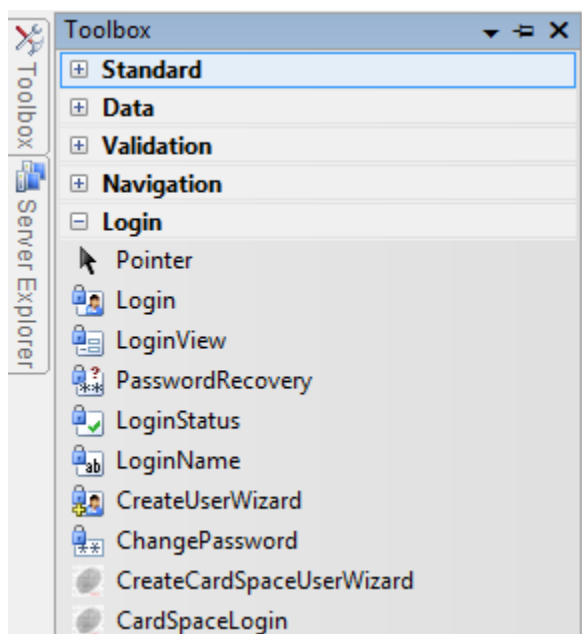 Toolbox
Server Explorer
Toolbox
Standard
Data
Validation
Navigation
Login
Pointer
Login
LoginView
PasswordRecovery
LoginStatus
ab LoginName
CreateUserWizard
ChangePassword
CreateCardSpaceUserWizard
CardSpaceLogin